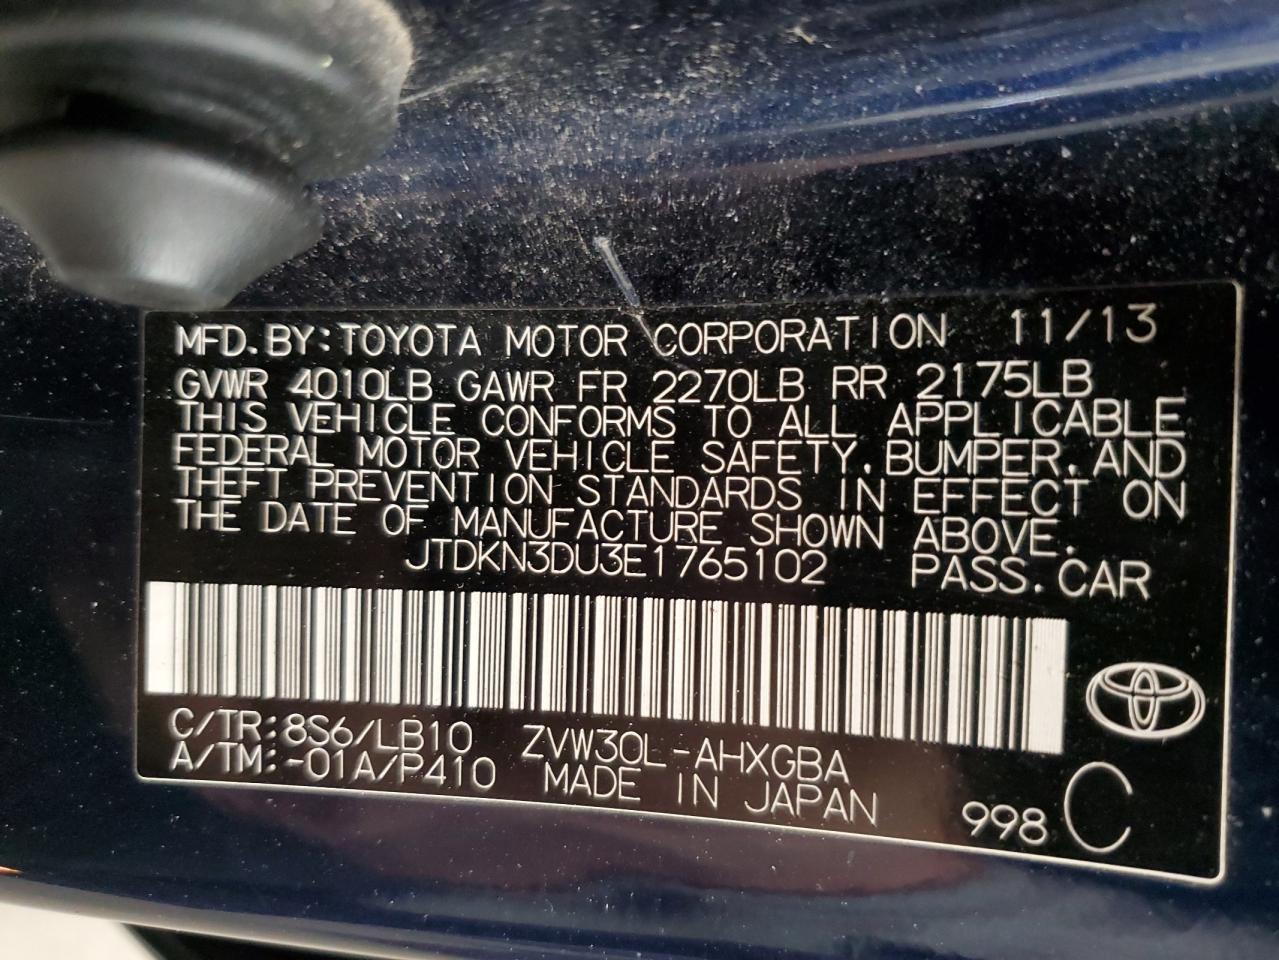 MFD.BY:TOYOTA MOTOR CORPORATION 11/13
GVWR 4010LB GAWR FR 2270LB RR 2175LB
THIS VEHICLE CONFORMS TO ALL APPLICABLE
FEDERAL MOTOR VEHICLE SAFETY,BUMPER,AND
THEFT PREVENTION STANDARDS IN EFFECT ON
THE DATE OF MANUFACTURE SHOWN ABOVE.
JTDKN3DU3E1765102 PASS.CAR
C/TR:8S6/LB10 ZVW30L-AHXGBA
A/TM:-01A/P410 MADE IN JAPAN 998 C